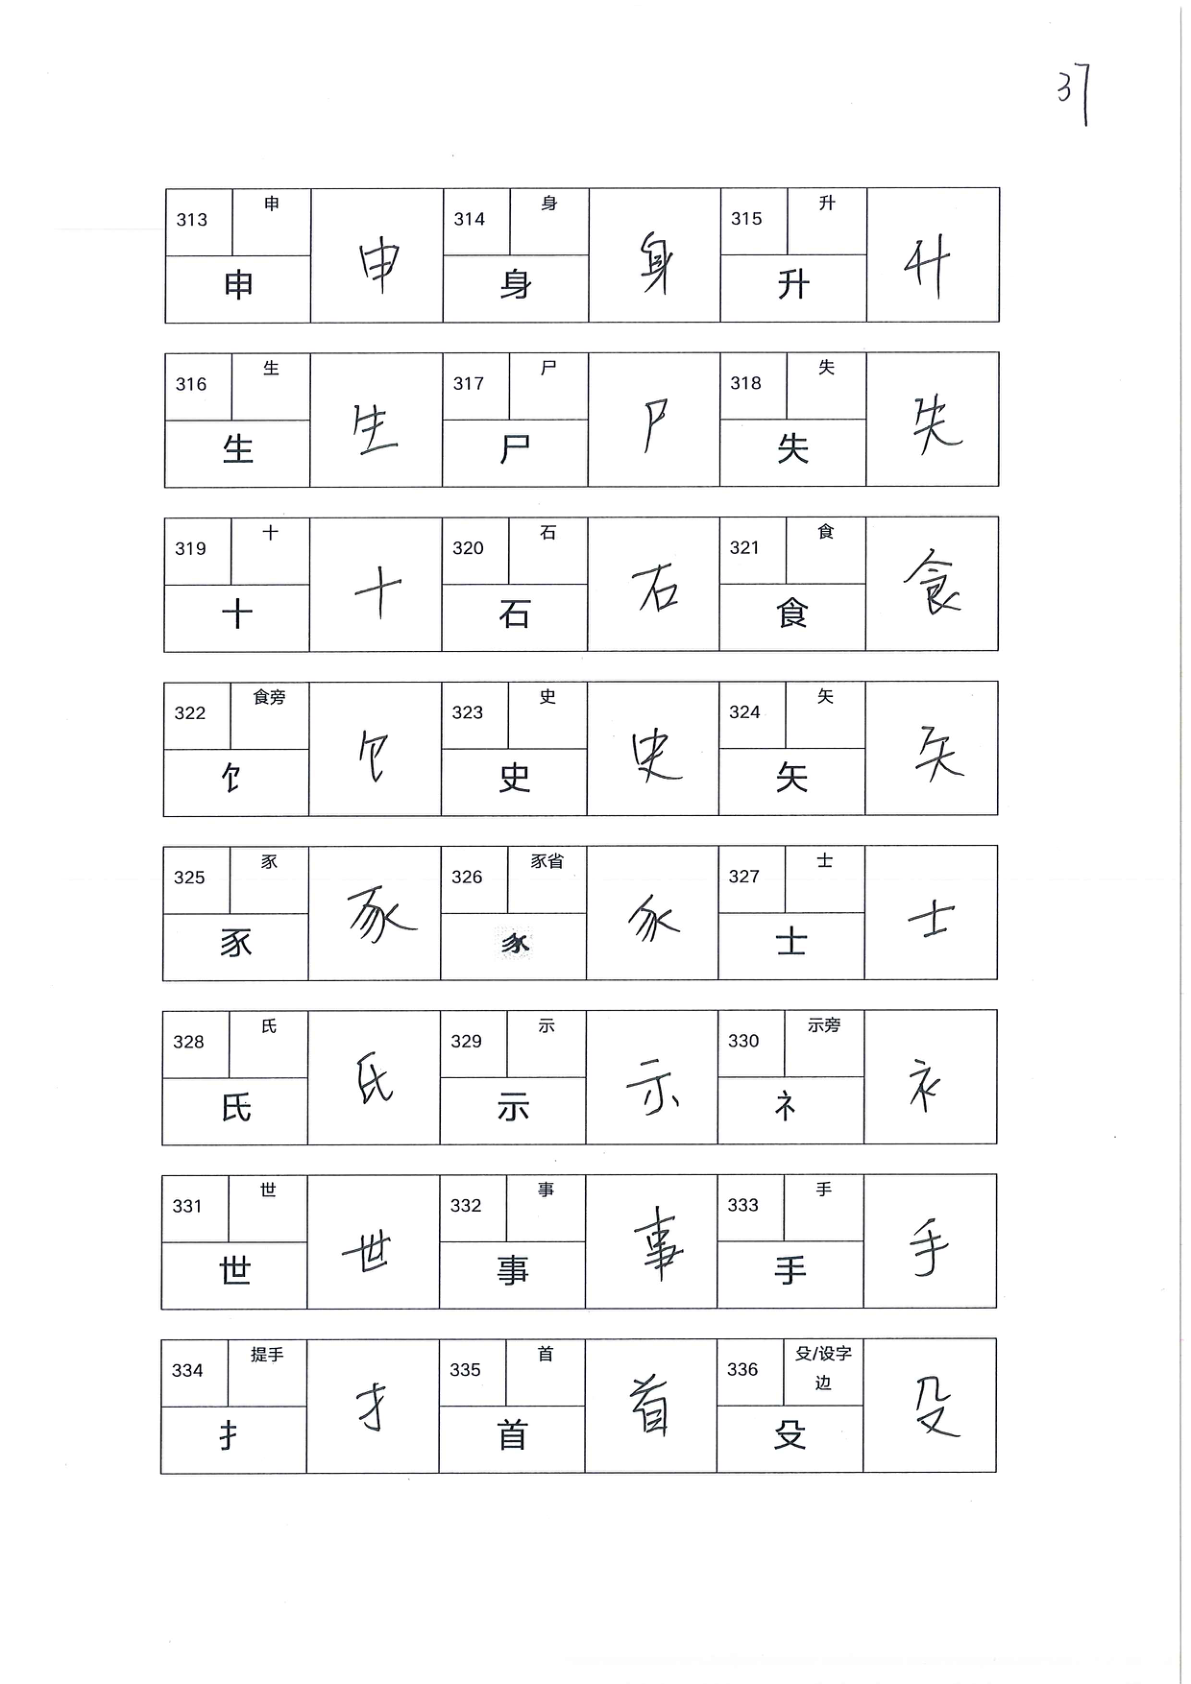 37
313 申 申 申 314 身 身 身 315 升 升 升
316 生 生 生 317 尸 尸 尸 318 失 失 失
319 十 十 十 320 石 石 石 321 食 食 食
322 食旁 饣 饣 323 史 史 史 324 矢 矢 矢
325 豕 豕 豕 326 豕省 𧰨 𧰨 327 士 士 士
328 氏 氏 氏 329 示 示 示 330 示旁 礻 礻
331 世 世 世 332 事 事 事 333 手 手 手
334 提手 扌 扌 335 首 首 首 336 殳/设字边 殳 殳